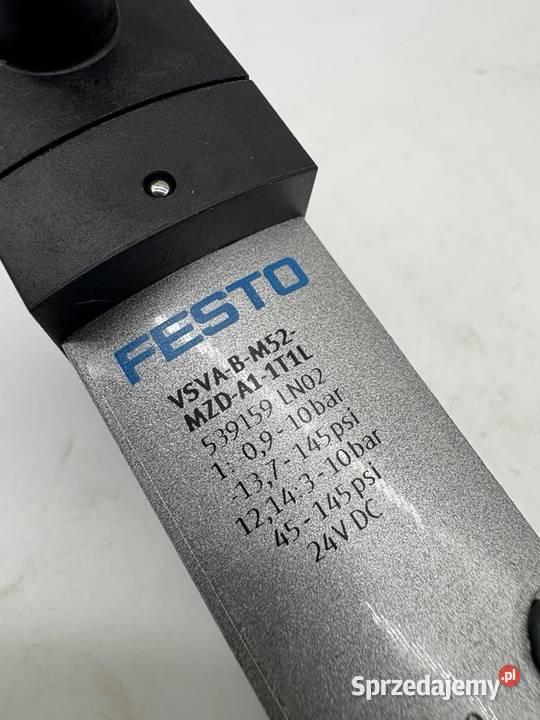 FESTO
VSVA-B-M52-
MZD-A1-1T1L
539159 LN02
1: 0,9-10bar
-13,7-145psi
12,14:3-10bar
45-145psi
24V DC
Sprzedajemy.pl